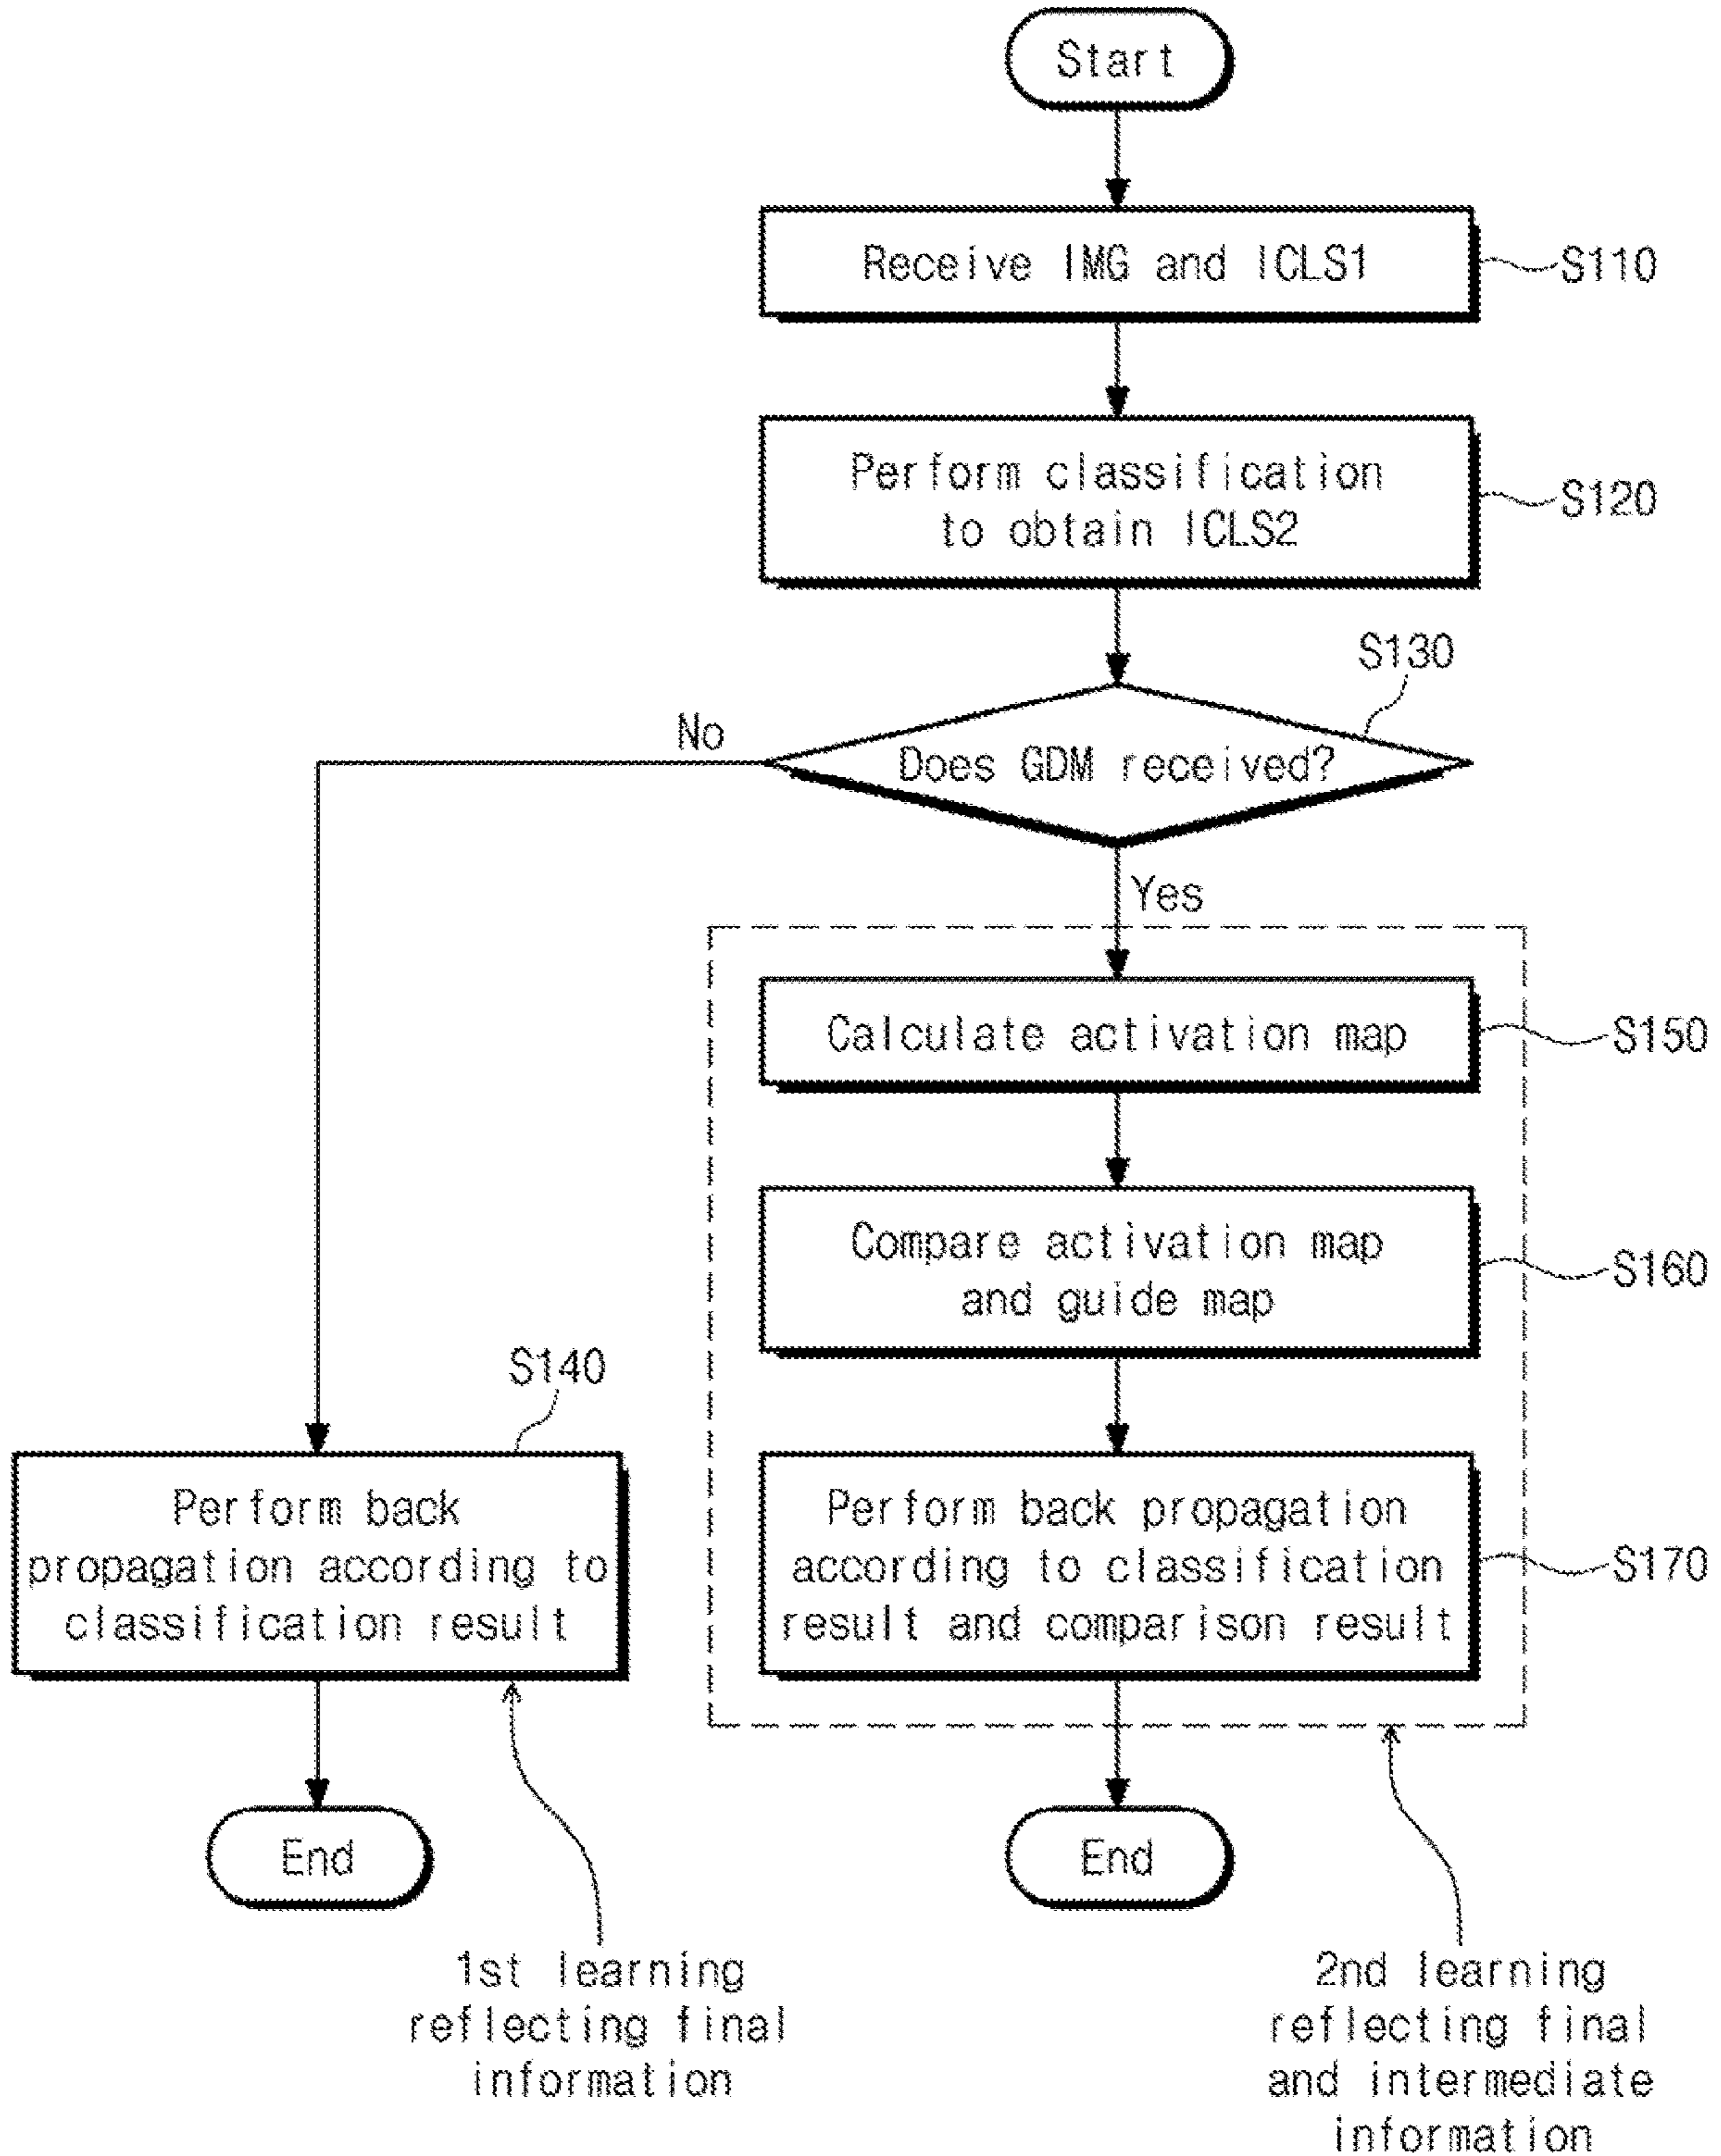 Start
Receive IMG and ICLS1
S110
Perform classification
to obtain ICLS2
S120
S130
Does GDM received?
No
Yes
Calculate activation map
S150
Compare activation map
and guide map
S160
S140
Perform back
propagation according to
classification result
Perform back propagation
according to classification
result and comparison result
S170
End
End
1st learning
reflecting final
information
2nd learning
reflecting final
and intermediate
information